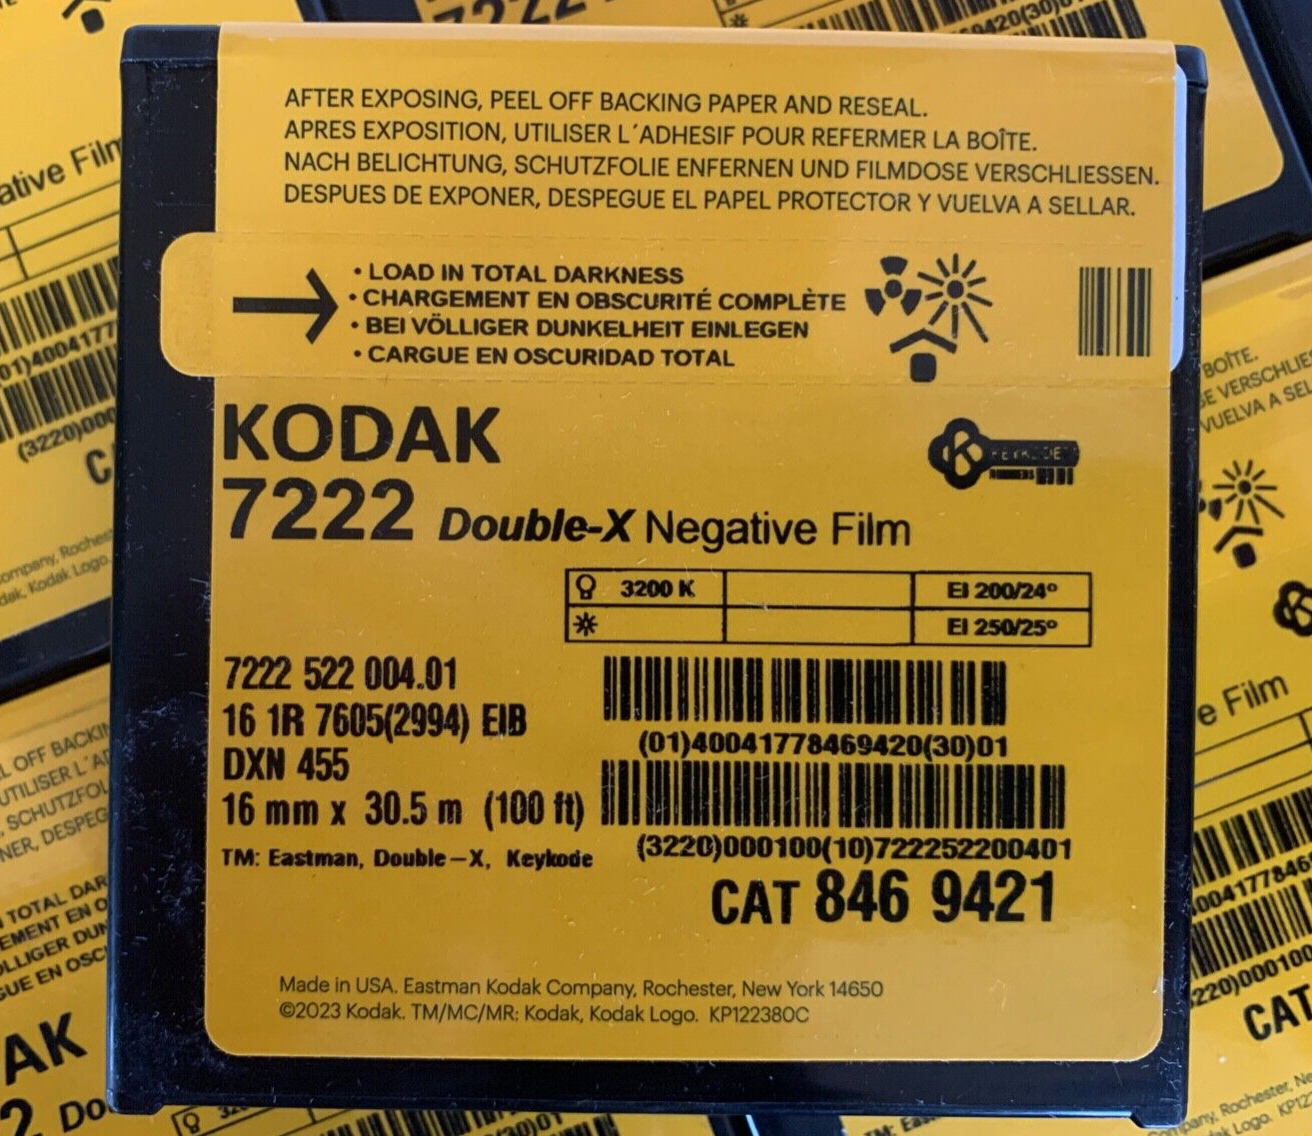 AFTER EXPOSING, PEEL OFF BACKING PAPER AND RESEAL.
APRES EXPOSITION, UTILISER L´ADHESIF POUR REFERMER LA BOÎTE.
NACH BELICHTUNG, SCHUTZFOLIE ENFERNEN UND FILMDOSE VERSCHLIESSEN.
DESPUES DE EXPONER, DESPEGUE EL PAPEL PROTECTOR Y VUELVA A SELLAR.
• LOAD IN TOTAL DARKNESS
• CHARGEMENT EN OBSCURITÉ COMPLÈTE
• BEI VÖLLIGER DUNKELHEIT EINLEGEN
• CARGUE EN OSCURIDAD TOTAL
KODAK
KEYKODE
7222 Double-X Negative Film
3200 K EI 200/24º
EI 250/25º
7222 522 004.01
16 1R 7605(2994) EIB
DXN 455
16 mm x 30.5 m (100 ft)
TM: Eastman, Double-X, Keykode
(01)40041778469420(30)01
(3220)000100(10)722252200401
CAT 846 9421
Made in USA. Eastman Kodak Company, Rochester, New York 14650
©2023 Kodak. TM/MC/MR: Kodak, Kodak Logo. KP122380C